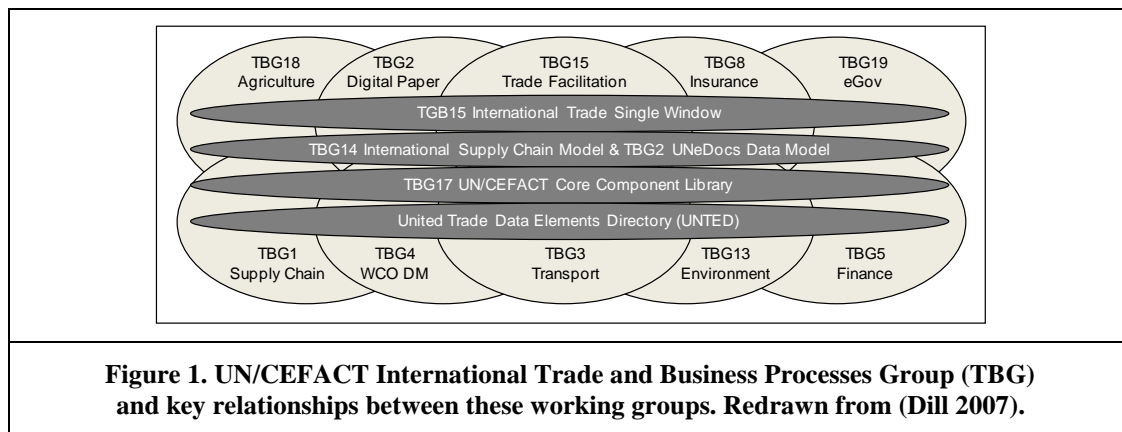 TBG18
Agriculture
TBG2
Digital Paper
TBG15
Trade Facilitation
TBG8
Insurance
TBG19
eGov
TGB15 International Trade Single Window
TBG14 International Supply Chain Model & TBG2 UNeDocs Data Model
TBG17 UN/CEFACT Core Component Library
United Trade Data Elements Directory (UNTED)
TBG1
Supply Chain
TBG4
WCO DM
TBG3
Transport
TBG13
Environment
TBG5
Finance
Figure 1. UN/CEFACT International Trade and Business Processes Group (TBG)
and key relationships between these working groups. Redrawn from (Dill 2007).